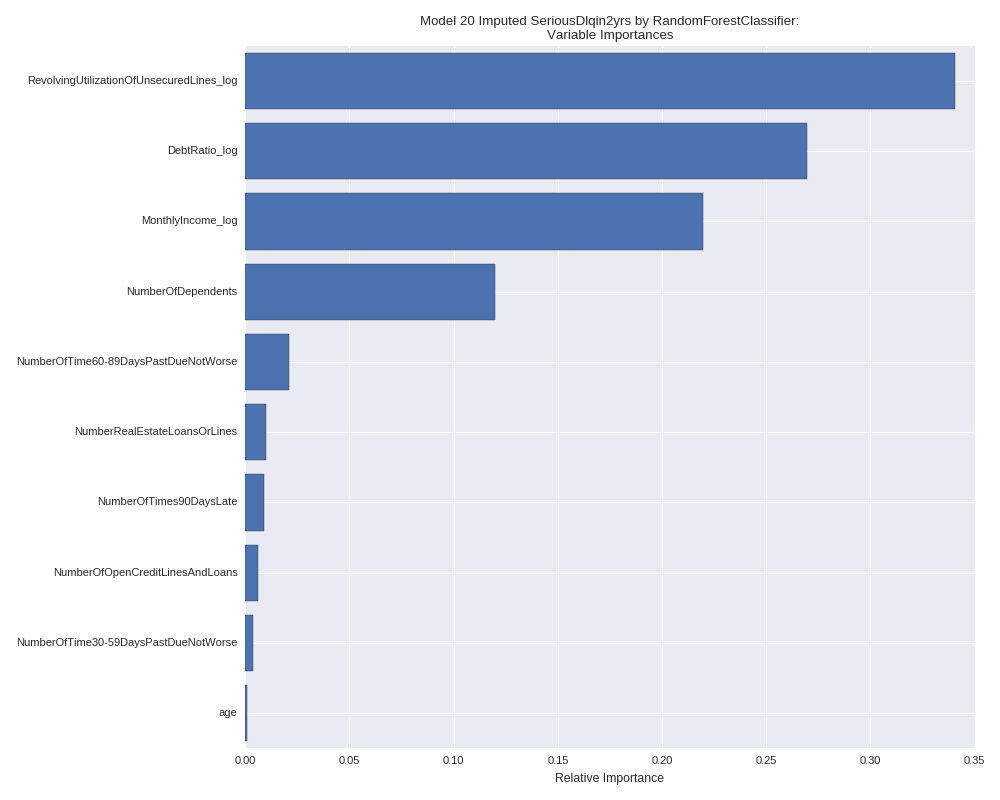 Model 20 Imputed SeriousDlqin2yrs by RandomForestClassifier:
Variable Importances
RevolvingUtilizationOfUnsecuredLines_log
DebtRatio_log
MonthlyIncome_log
NumberOfDependents
NumberOfTime60-89DaysPastDueNotWorse
NumberRealEstateLoansOrLines
NumberOfTimes90DaysLate
NumberOfOpenCreditLinesAndLoans
NumberOfTime30-59DaysPastDueNotWorse
age
0.00 0.05 0.10 0.15 0.20 0.25 0.30 0.35
Relative Importance